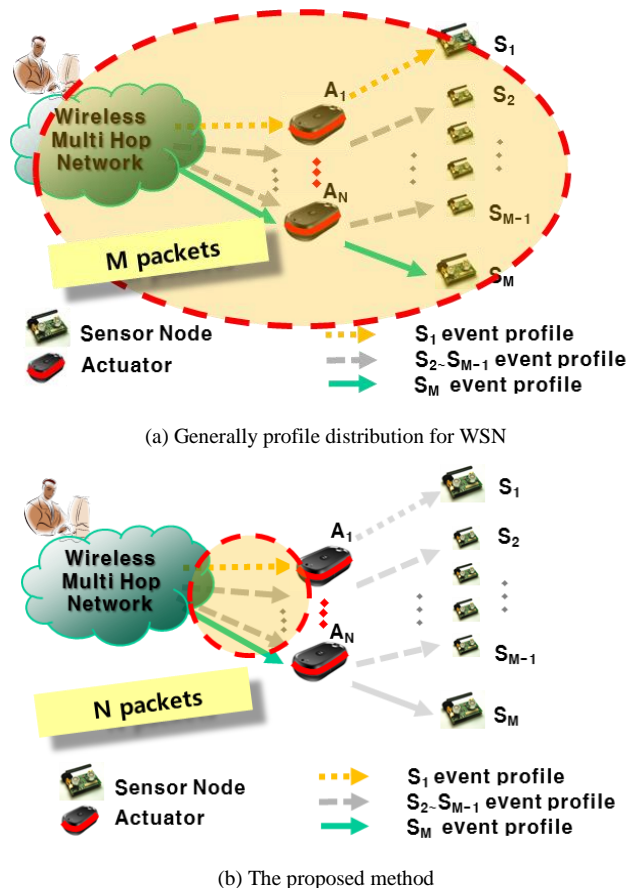 A1
S1
S2
Wireless
Multi Hop
Network
AN
SM-1
M packets
SM
Sensor Node
Actuator
S1 event profile
S2~SM-1 event profile
SM event profile
(a) Generally profile distribution for WSN
S1
A1
S2
Wireless
Multi Hop
Network
AN
SM-1
N packets
SM
Sensor Node
Actuator
S1 event profile
S2~SM-1 event profile
SM event profile
(b) The proposed method